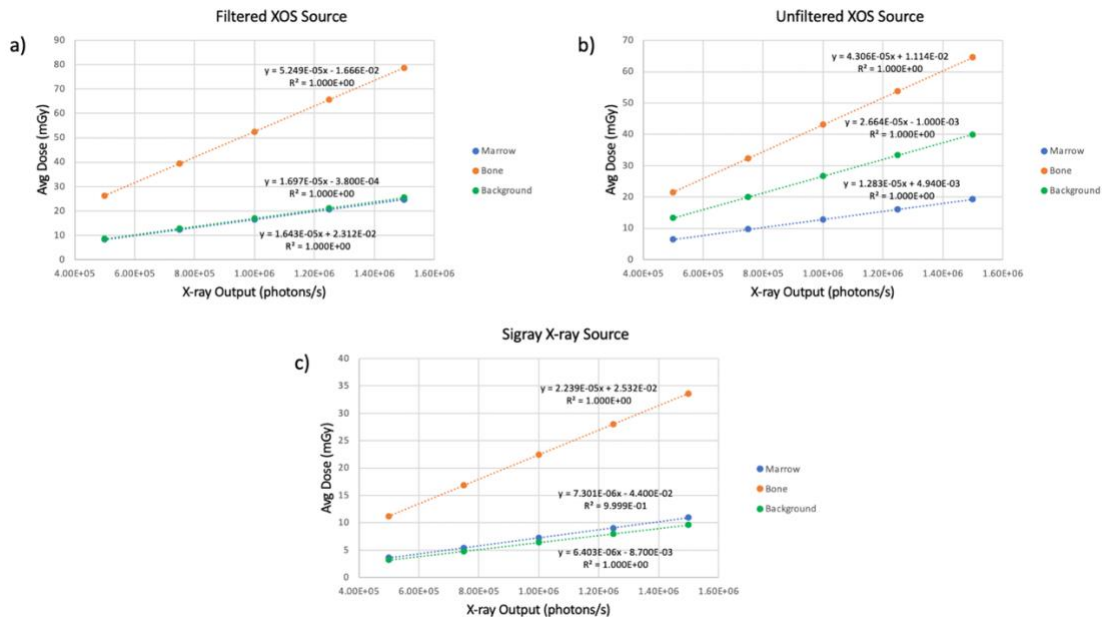 Filtered XOS Source
a)
Avg Dose (mGy)
90
80
70
60
50
40
30
20
10
0
y = 5.249E-05x - 1.666E-02
R² = 1.000E+00
y = 1.697E-05x - 3.800E-04
R² = 1.000E+00
y = 1.643E-05x + 2.312E-02
R² = 1.000E+00
Marrow
Bone
Background
4.00E+05 6.00E+05 8.00E+05 1.00E+06 1.20E+06 1.40E+06 1.60E+06
X-ray Output (photons/s)
Unfiltered XOS Source
b)
Avg Dose (mGy)
70
60
50
40
30
20
10
0
y = 4.306E-05x + 1.114E-02
R² = 1.000E+00
y = 2.664E-05x - 1.000E-03
R² = 1.000E+00
y = 1.283E-05x + 4.940E-03
R² = 1.000E+00
Marrow
Bone
Background
4.00E+05 6.00E+05 8.00E+05 1.00E+06 1.20E+06 1.40E+06 1.60E+06
X-ray Output (photons/s)
Sigray X-ray Source
c)
Avg Dose (mGy)
40
35
30
25
20
15
10
5
0
y = 2.239E-05x + 2.532E-02
R² = 1.000E+00
y = 7.301E-06x - 4.400E-02
R² = 9.999E-01
y = 6.403E-06x - 8.700E-03
R² = 1.000E+00
Marrow
Bone
Background
4.00E+05 6.00E+05 8.00E+05 1.00E+06 1.20E+06 1.40E+06 1.60E+06
X-ray Output (photons/s)